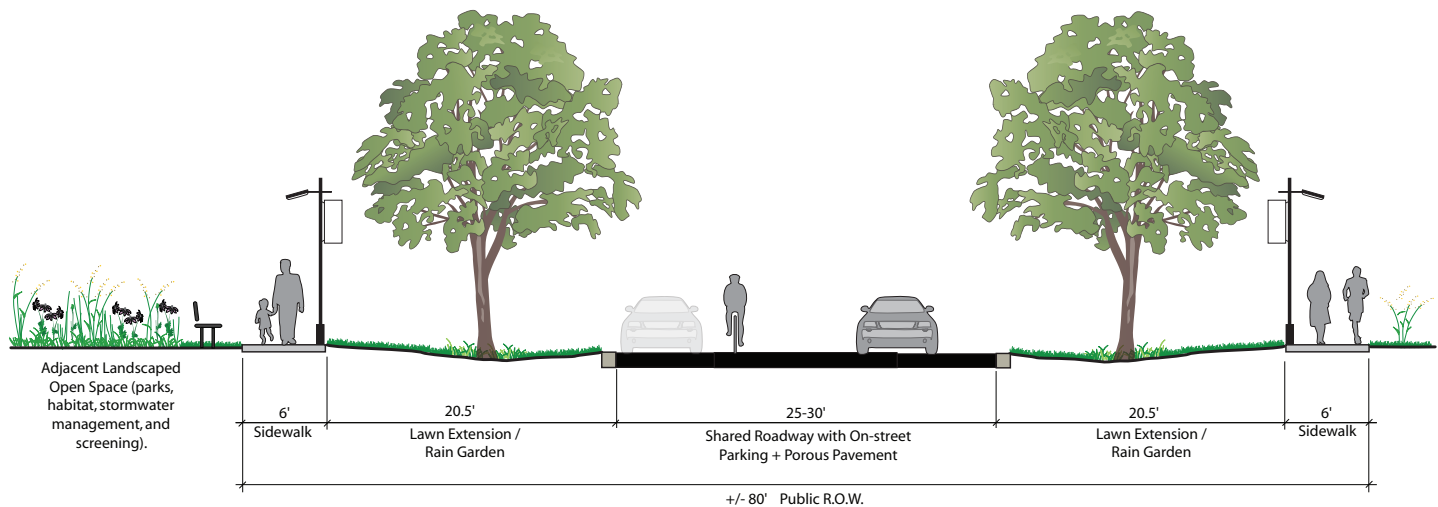 Adjacent Landscaped
Open Space (parks,
habitat, stormwater
management, and
screening).
6'
Sidewalk
20.5'
Lawn Extension /
Rain Garden
25-30'
Shared Roadway with On-street
Parking + Porous Pavement
20.5'
Lawn Extension /
Rain Garden
6'
Sidewalk
+/- 80' Public R.O.W.